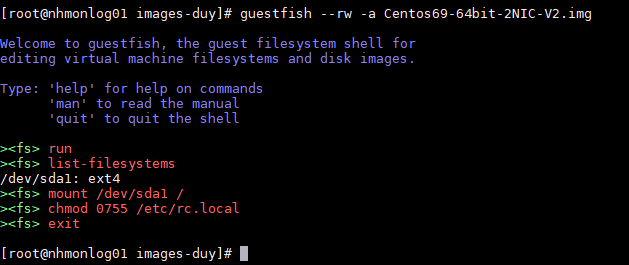 [root@nhmonlog01 images-duy]# guestfish --rw -a Centos69-64bit-2NIC-V2.img
Welcome to guestfish, the guest filesystem shell for
editing virtual machine filesystems and disk images.
Type: 'help' for help on commands
'man' to read the manual
'quit' to quit the shell
><fs> run
><fs> list-filesystems
/dev/sda1: ext4
><fs> mount /dev/sda1 /
><fs> chmod 0755 /etc/rc.local
><fs> exit
[root@nhmonlog01 images-duy]#